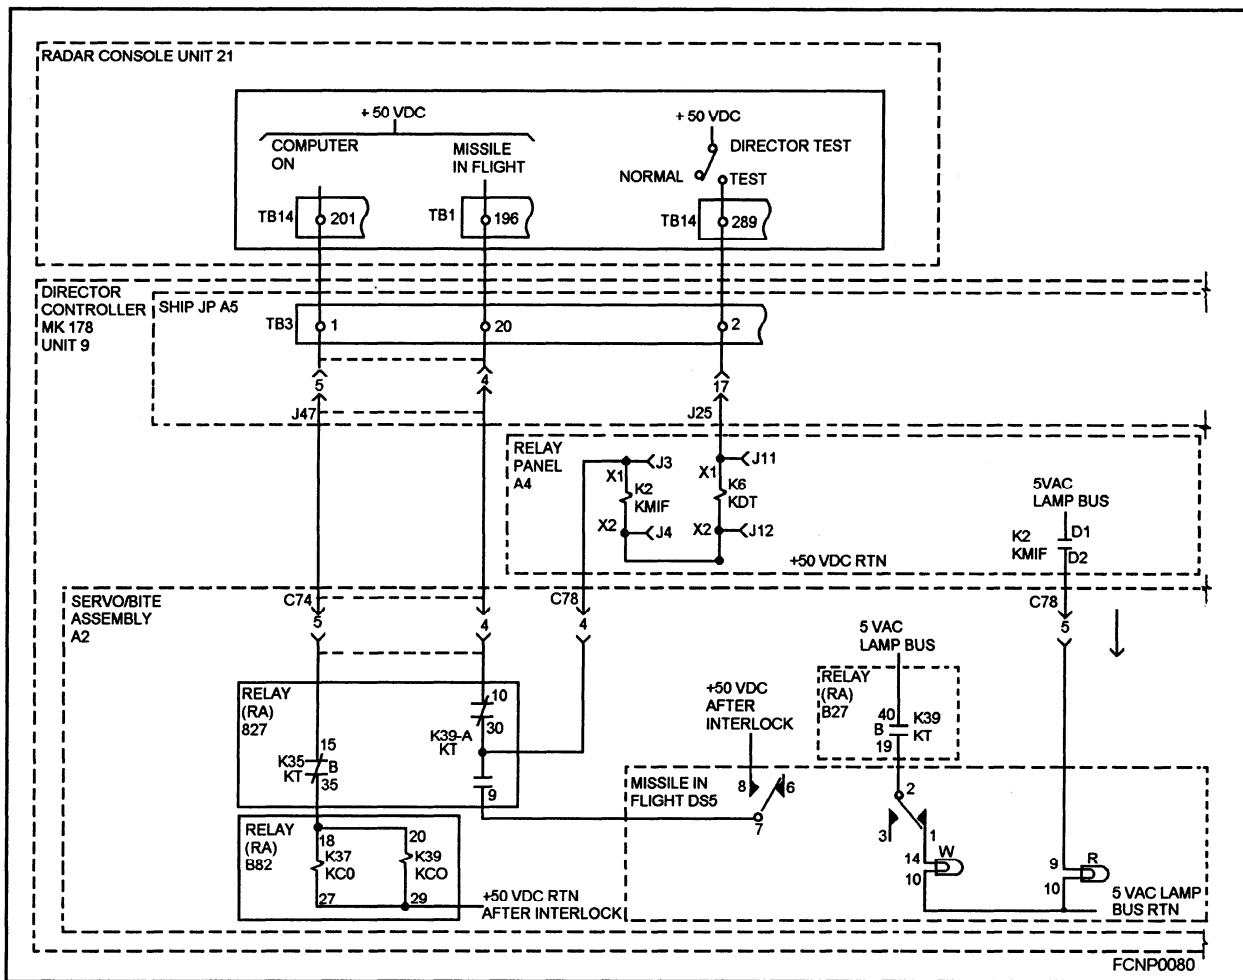 RADAR CONSOLE UNIT 21
+ 50 VDC
COMPUTER
ON
MISSILE
IN FLIGHT
+ 50 VDC
DIRECTOR TEST
NORMAL
TEST
TB14
201
TB1
196
TB14
289
DIRECTOR
CONTROLLER
MK 178
UNIT 9
SHIP JP A5
TB3
1
20
2
5
4
17
J47
J25
RELAY
PANEL
A4
X1
J3
K2
KMIF
X2
J4
X1
J11
K6
KDT
X2
J12
+50 VDC RTN
5VAC
LAMP BUS
K2
KMIF
D1
D2
SERVO/BITE
ASSEMBLY
A2
C74
5
4
C78
4
C78
5
RELAY
(RA)
827
10
30
K39-A
KT
9
15
K35
KT
B
35
RELAY
(RA)
B82
18
K37
KC0
27
20
K39
KCO
29
+50 VDC RTN
AFTER INTERLOCK
+50 VDC
AFTER
INTERLOCK
5 VAC
LAMP BUS
RELAY
(RA)
B27
40
B
19
K39
KT
MISSILE IN
FLIGHT DS5
8
6
7
2
3
1
14
W
10
9
R
10
5 VAC LAMP
BUS RTN
FCNP0080